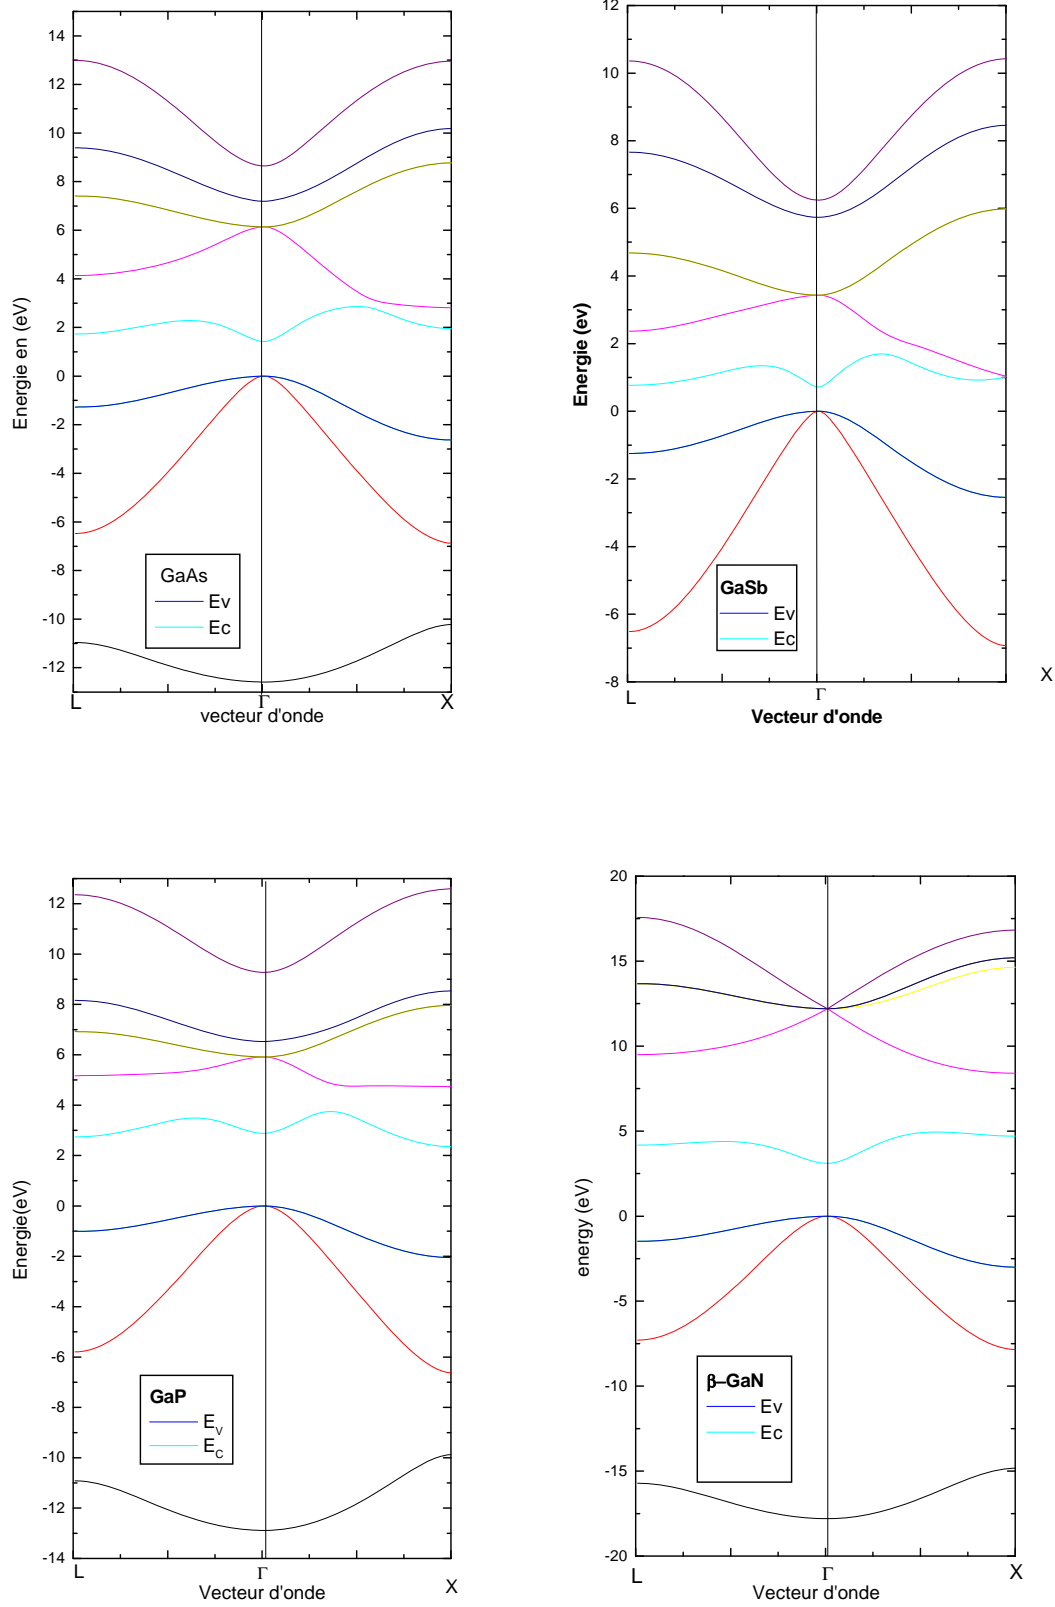 14
12
10
8
6
4
2
0
-2
-4
-6
-8
-10
-12
Energie en (eV)
GaAs
Ev
Ec
L
Γ
X
vecteur d'onde
12
10
8
6
4
2
0
-2
-4
-6
-8
Energie (ev)
GaSb
Ev
Ec
L
Γ
X
Vecteur d'onde
12
10
8
6
4
2
0
-2
-4
-6
-8
-10
-12
-14
Energie(eV)
GaP
EV
EC
L
Γ
X
Vecteur d'onde
20
15
10
5
0
-5
-10
-15
-20
energy (eV)
β–GaN
Ev
Ec
L
Γ
X
Vecteur d'onde